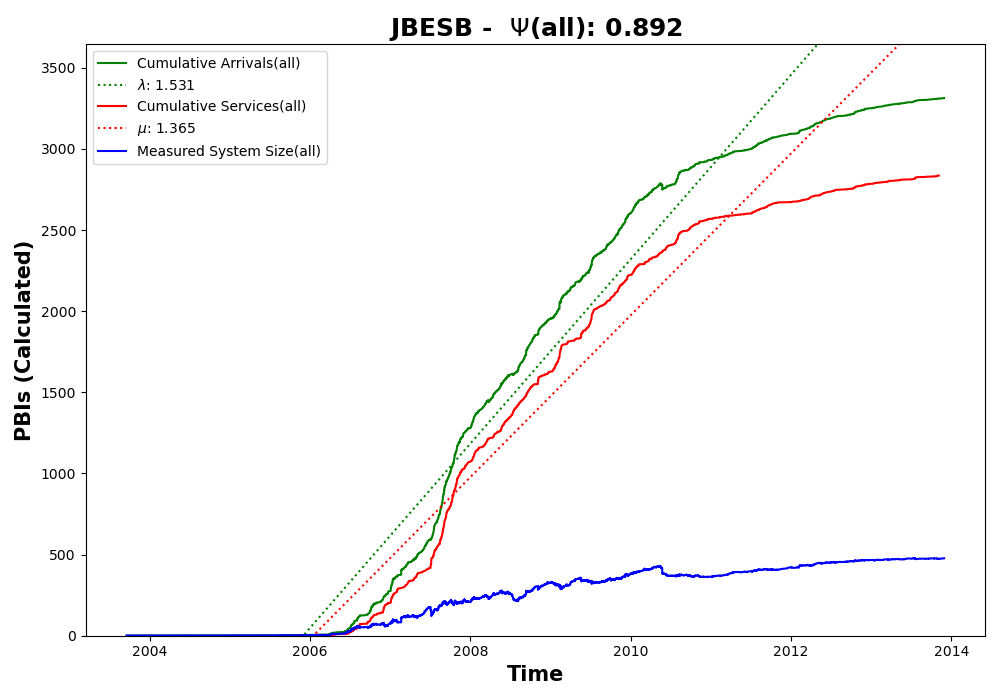 JBESB - Ψ(all): 0.892
Cumulative Arrivals(all)
λ: 1.531
Cumulative Services(all)
μ: 1.365
Measured System Size(all)
PBIs (Calculated)
3500
3000
2500
2000
1500
1000
500
0
2004
2006
2008
2010
2012
2014
Time